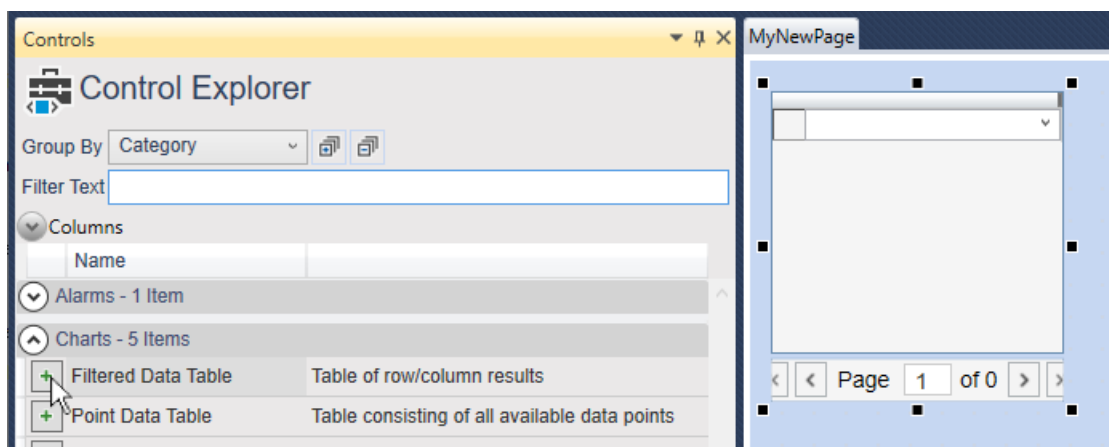 Controls
Control Explorer
Group By Category
Filter Text
Columns
Name
Alarms - 1 Item
Charts - 5 Items
+ Filtered Data Table Table of row/column results
+ Point Data Table Table consisting of all available data points
MyNewPage
Page 1 of 0